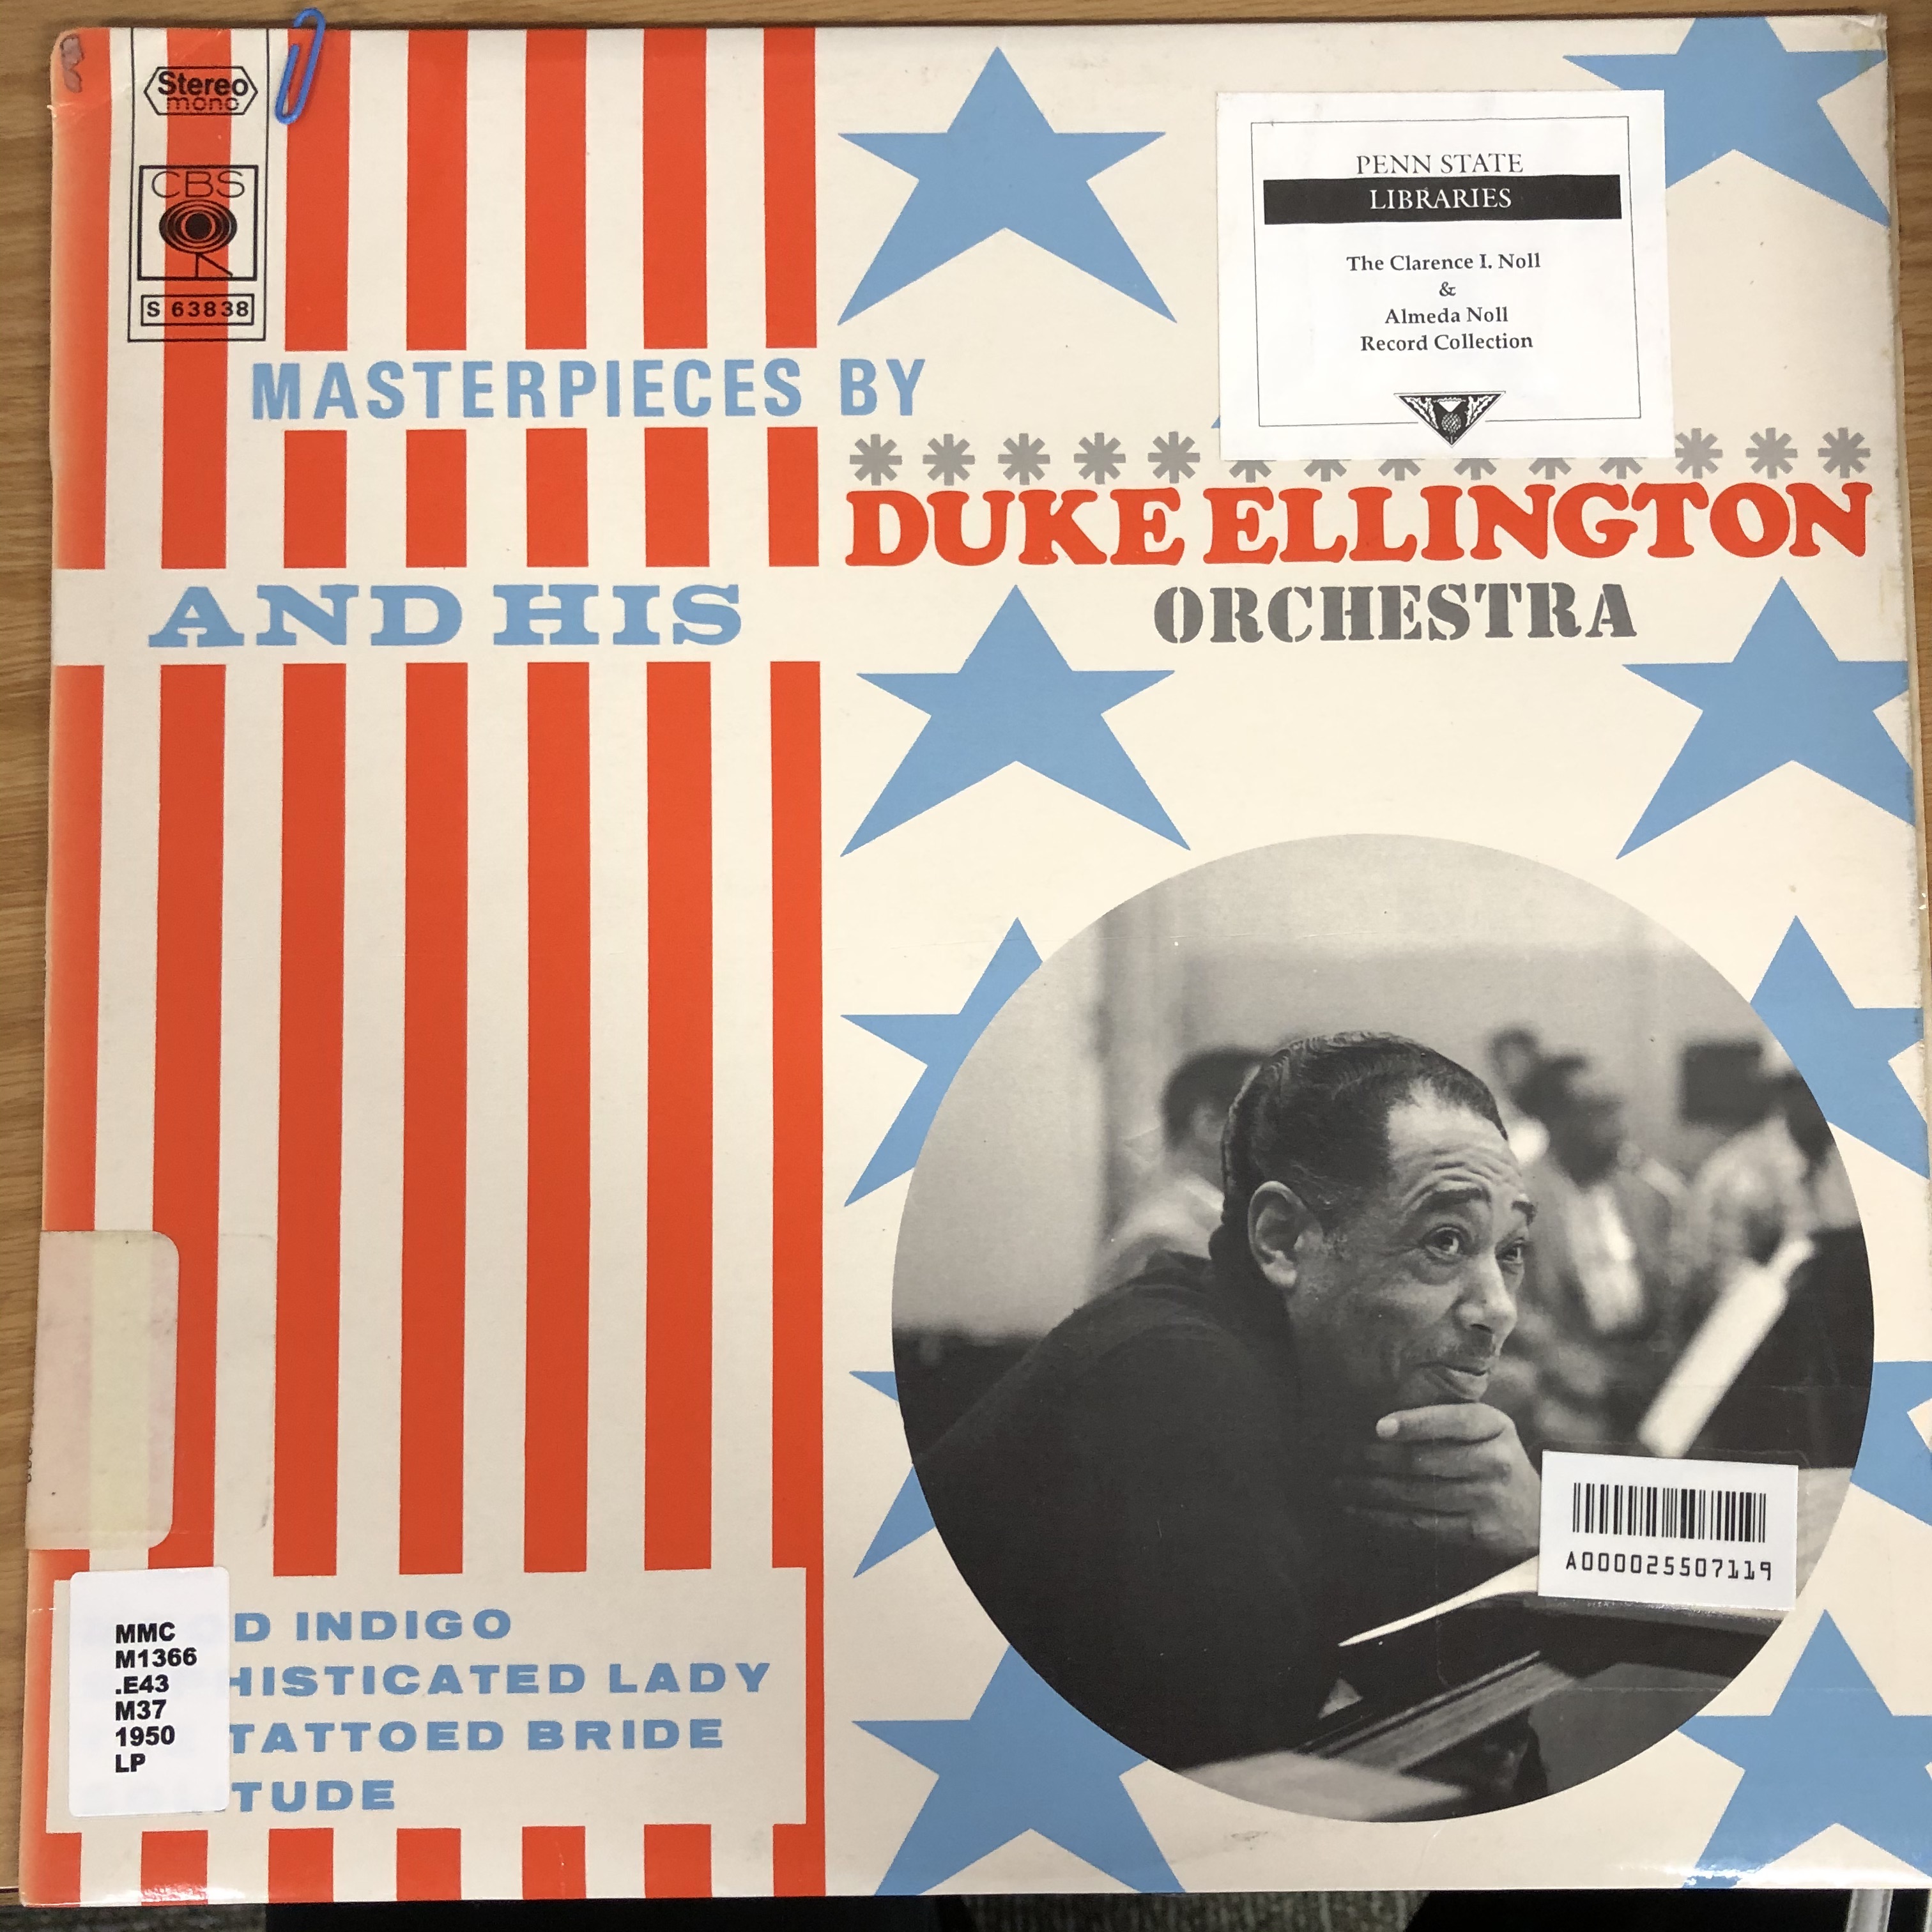 Stereo
mono
CBS
S 63838
PENN STATE
LIBRARIES
The Clarence I. Noll
&
Almeda Noll
Record Collection
MASTERPIECES BY
DUKE ELLINGTON
AND HIS
ORCHESTRA
D INDIGO
HISTICATED LADY
TATTOED BRIDE
TUDE
MMC
M1366
.E43
M37
1950
LP
A000025507119